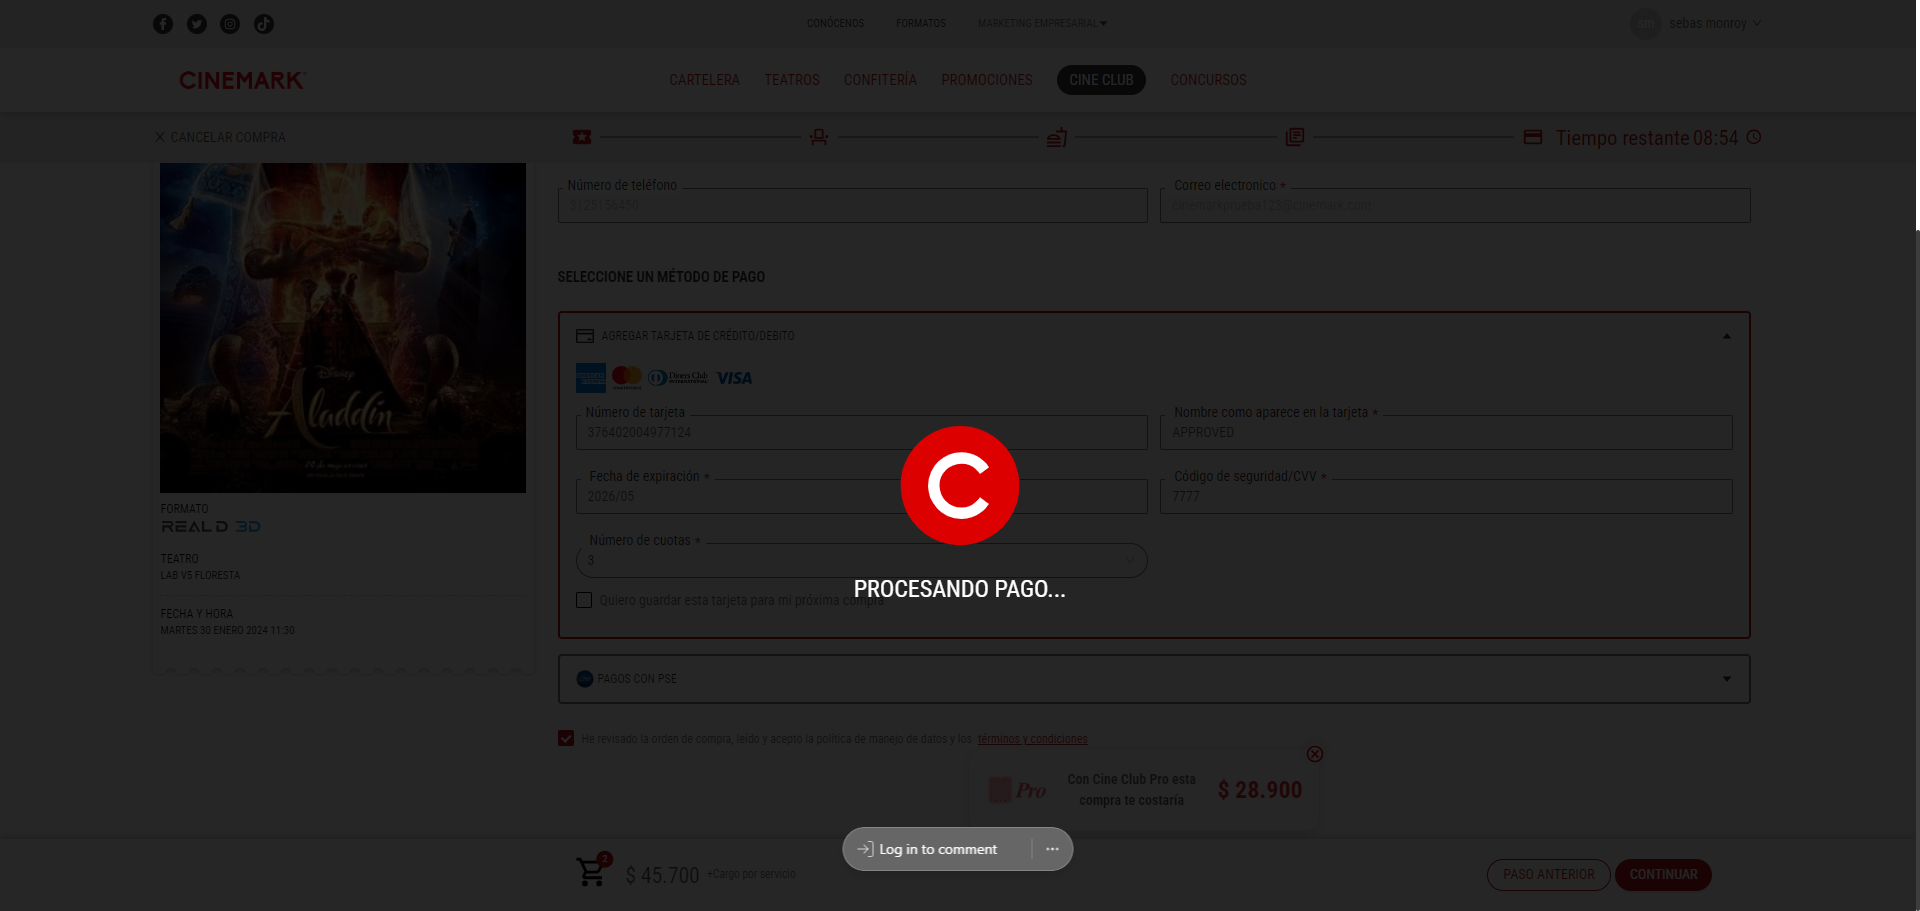 CONÓCENOS FORMATOS MARKETING EMPRESARIAL
sebas monroy
CINEMARK
CARTELERA TEATROS CONFITERÍA PROMOCIONES CINE CLUB CONCURSOS
CANCELAR COMPRA
Tiempo restante 08:54
Número de teléfono
3125156450
Correo electronico *
cinemarkprueba123@cinemark.com
SELECCIONE UN MÉTODO DE PAGO
AGREGAR TARJETA DE CRÉDITO/DEBITO
Diners Club
VISA
Número de tarjeta
376402004977124
Nombre como aparece en la tarjeta *
APPROVED
Fecha de expiración *
2026/05
Código de seguridad/CVV *
7777
Número de cuotas *
3
Quiero guardar esta tarjeta para mi próxima compra
PROCESANDO PAGO...
Disney
Aladdin
FORMATO
REAL D 3D
TEATRO
LAB V5 FLORESTA
FECHA Y HORA
MARTES 30 ENERO 2024 11:30
PAGOS CON PSE
He revisado la orden de compra, leído y acepto la política de manejo de datos y los términos y condiciones
Pro
Con Cine Club Pro esta
compra te costaría
$ 28.900
Log in to comment
2
$ 45.700 +Cargo por servicio
PASO ANTERIOR
CONTINUAR